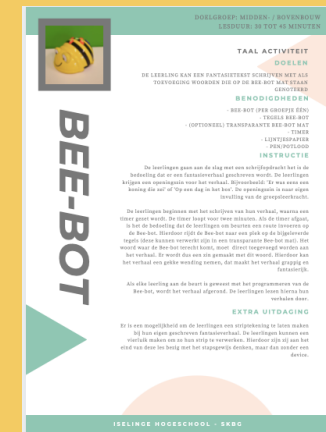 DOELGROEP: MIDDEN- / BOVENBOUW
LESDUUR: 30 TOT 45 MINUTEN
TAAL ACTIVITEIT
DOELEN
DE LEERLING KAN EEN FANTASIETEKST SCHRIJVEN MET ALS
TOEVOEGING WOORDEN DIE OP DE BEE-BOT MAT STAAN
GENOTEERD
BENODIGDHEDEN
- BEE-BOT (PER GROEPJE ÉÉN)
- TEGELS BEE-BOT
- (OPTIONEEL) TRANSPARANTE BEE-BOT MAT
- TIMER
- LIJNTJESPAPIER
- PEN/POTLOOD
INSTRUCTIE
De leerlingen gaan aan de slag met een schrijfopdracht het is de
bedoeling dat er een fantasieverhaal geschreven wordt. De leerlingen
krijgen een openingszin voor het verhaal. Bijvoorbeeld: 'Er was eens een
koning die zei' of 'Op een dag in het bos'. De openingszin is naar eigen
invulling van de groepsleerkracht.
De leerlingen beginnen met het schrijven van hun verhaal, waarna een
timer groet wordt. De timer loopt voor twee minuten. Als de timer afgaat,
is het de bedoeling dat de leerlingen om beurten een route invoeren op
de Bee-bot. Hierdoor rijdt de Bee-bot naar een plek op de bijgeleverde
tegels ideze kunnen verwerkt zijn in een transparante Bee-bot mat). Het
woord waar de Bee-bot terecht komt, moet direct toegevoegd worden aan
het verhaal. Er wordt dus een zin gemaakt met dit woord. Hierdoor kan
het verhaal een gekke wending nemen, dat maakt het verhaal grappig en
fantasierijk.
Als elke leerling aan de beurt is geweest met het programmeren van de
Bee-bot, wordt het verhaal afgerond. De leerlingen lezen hierna hun
verhalen door.
EXTRA UITDAGING
Er is een mogelijkheid om de leerlingen een striptekening te laten maken
bij hun eigen geschreven fantasieverhaal. De leerlingen kunnen een
vierluik maken om zo hun strip te verwerken. Hierdoor zijn zij aan het
eind van deze les bezig met het stapsgewijs denken, maar dan zonder een
device.
BEE-BOT
ISELINGE HOGESCHOOL - SKBG